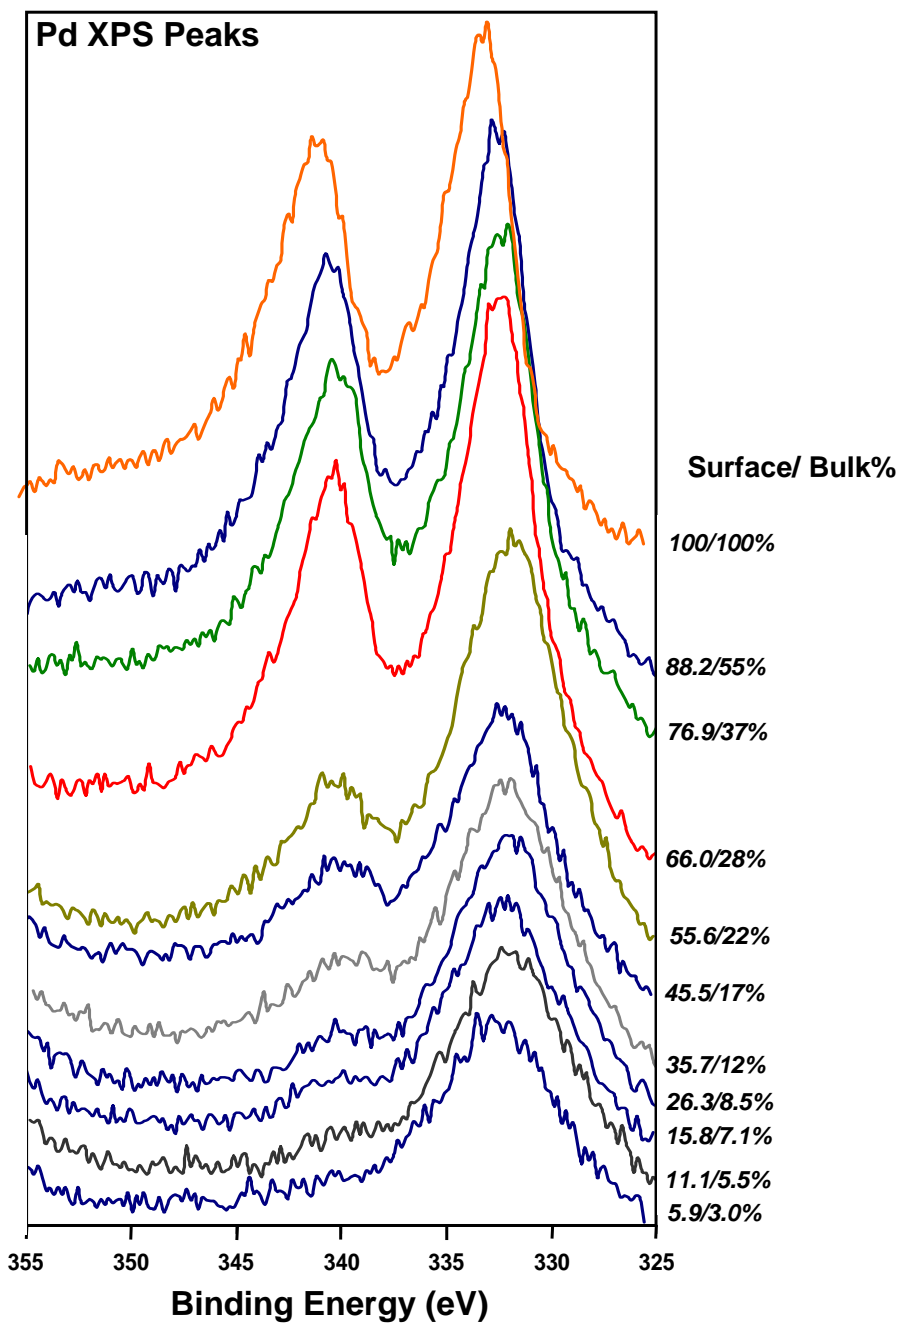 Pd XPS Peaks
Surface/ Bulk%
100/100%
88.2/55%
76.9/37%
66.0/28%
55.6/22%
45.5/17%
35.7/12%
26.3/8.5%
15.8/7.1%
11.1/5.5%
5.9/3.0%
355 350 345 340 335 330 325
Binding Energy (eV)